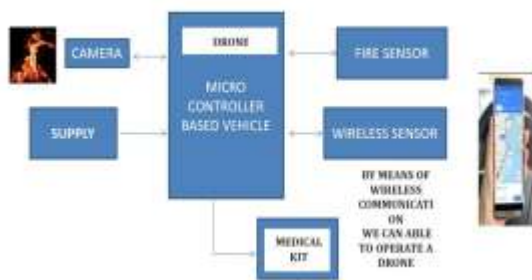 DRONE
CAMERA
FIRE SENSOR
MICRO
CONTROLLER
BASED VEHICLE
SUPPLY
WIRELESS SENSOR
BY MEANS OF
WIRELESS
COMMUNICATI
ON
WE CAN ABLE
TO OPERATE A
DRONE
MEDICAL
KIT